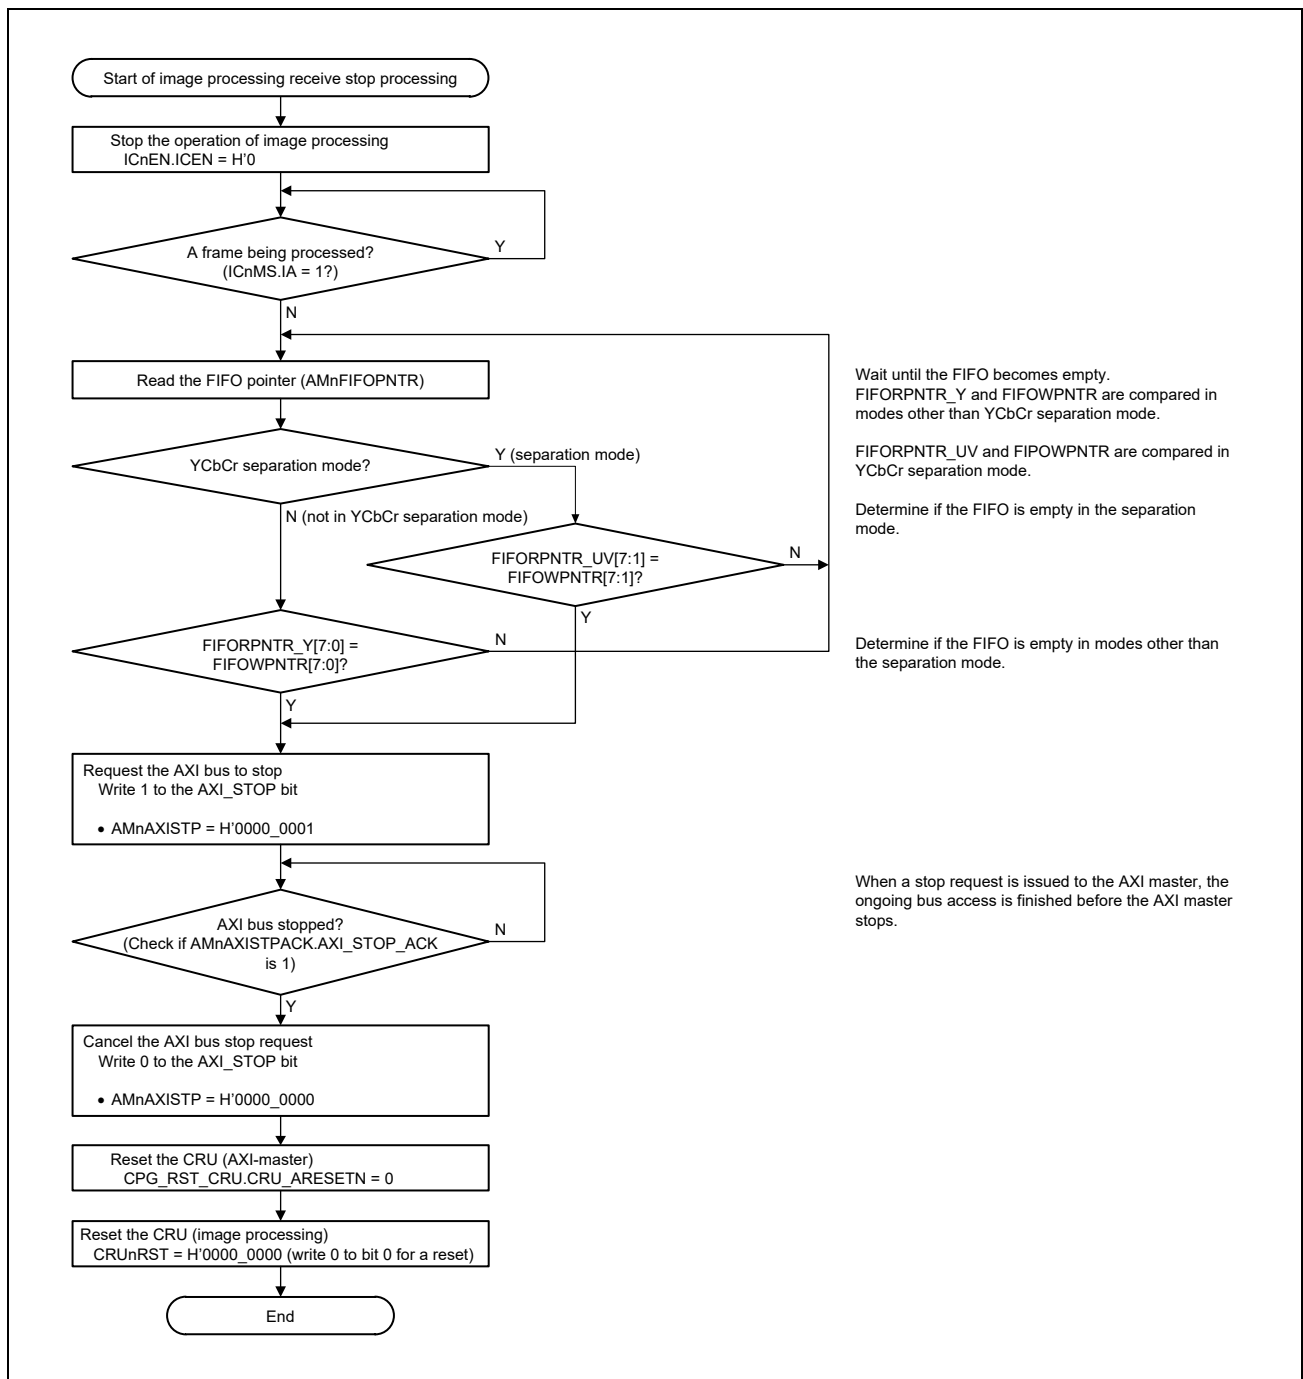 Start of image processing receive stop processing
Stop the operation of image processing
ICnEN.ICEN = H'0
A frame being processed?
(ICnMS.IA = 1?)
Y
N
Read the FIFO pointer (AMnFIFOPNTR)
Wait until the FIFO becomes empty.
FIFORPNTR_Y and FIFOWPNTR are compared in
modes other than YCbCr separation mode.
FIFORPNTR_UV and FIPOWPNTR are compared in
YCbCr separation mode.
Determine if the FIFO is empty in the separation
mode.
YCbCr separation mode?
Y (separation mode)
N (not in YCbCr separation mode)
FIFORPNTR_UV[7:1] =
FIFOWPNTR[7:1]?
N
Y
FIFORPNTR_Y[7:0] =
FIFOWPNTR[7:0]?
N
Y
Determine if the FIFO is empty in modes other than
the separation mode.
Request the AXI bus to stop
Write 1 to the AXI_STOP bit
• AMnAXISTP = H'0000_0001
AXI bus stopped?
(Check if AMnAXISTPACK.AXI_STOP_ACK
is 1)
N
Y
When a stop request is issued to the AXI master, the
ongoing bus access is finished before the AXI master
stops.
Cancel the AXI bus stop request
Write 0 to the AXI_STOP bit
• AMnAXISTP = H'0000_0000
Reset the CRU (AXI-master)
CPG_RST_CRU.CRU_ARESETN = 0
Reset the CRU (image processing)
CRUnRST = H'0000_0000 (write 0 to bit 0 for a reset)
End